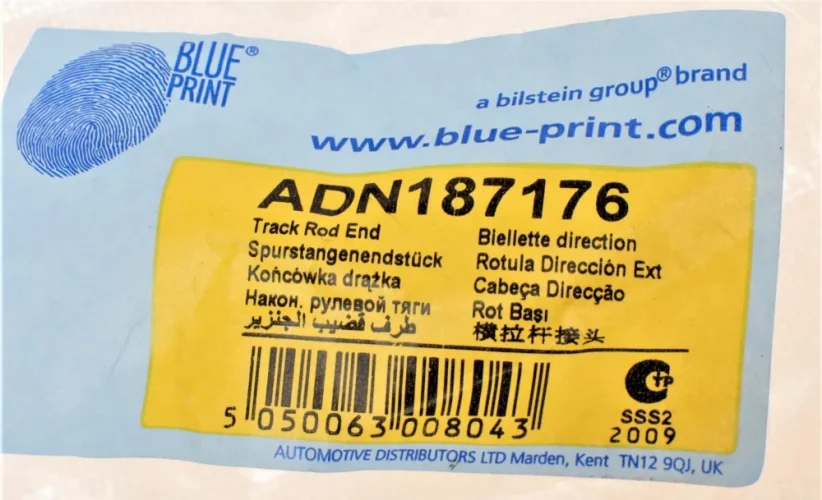 BLUE®
PRINT
a bilstein group® brand
www.blue-print.com
ADN187176
Track Rod End
Spurstangenendstück
Końcówka drążka
Након. рулевой тяги
طرف قضيب الجنزير
Biellette direction
Rotula Dirección Ext
Cabeça Direcção
Rot Başı
横拉杆接头
5 050063 008043
SSS2
2009
AUTOMOTIVE DISTRIBUTORS LTD Marden, Kent TN12 9QJ, UK